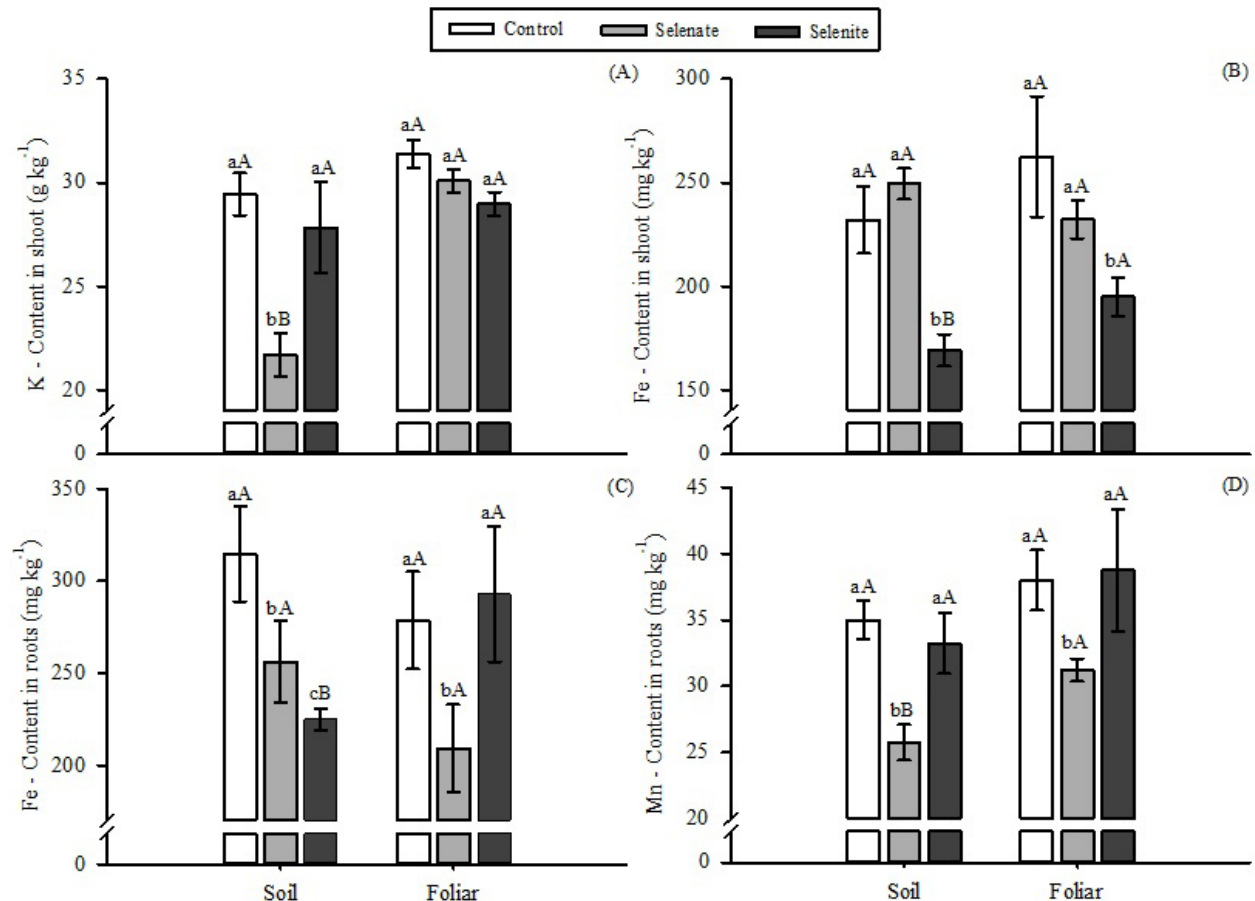 Control Selenate Selenite
(A)
K - Content in shoot (g kg-1)
35
30
25
20
0
aA bB aA aA aA aA
(B)
Fe - Content in shoot (mg kg-1)
300
250
200
150
0
aA aA bB aA aA bA
(C)
Fe - Content in roots (mg kg-1)
350
300
250
200
0
aA bA cB aA bA aA
Soil Foliar
(D)
Mn - Content in roots (mg kg-1)
45
40
35
30
25
20
0
aA bB aA aA bA aA
Soil Foliar